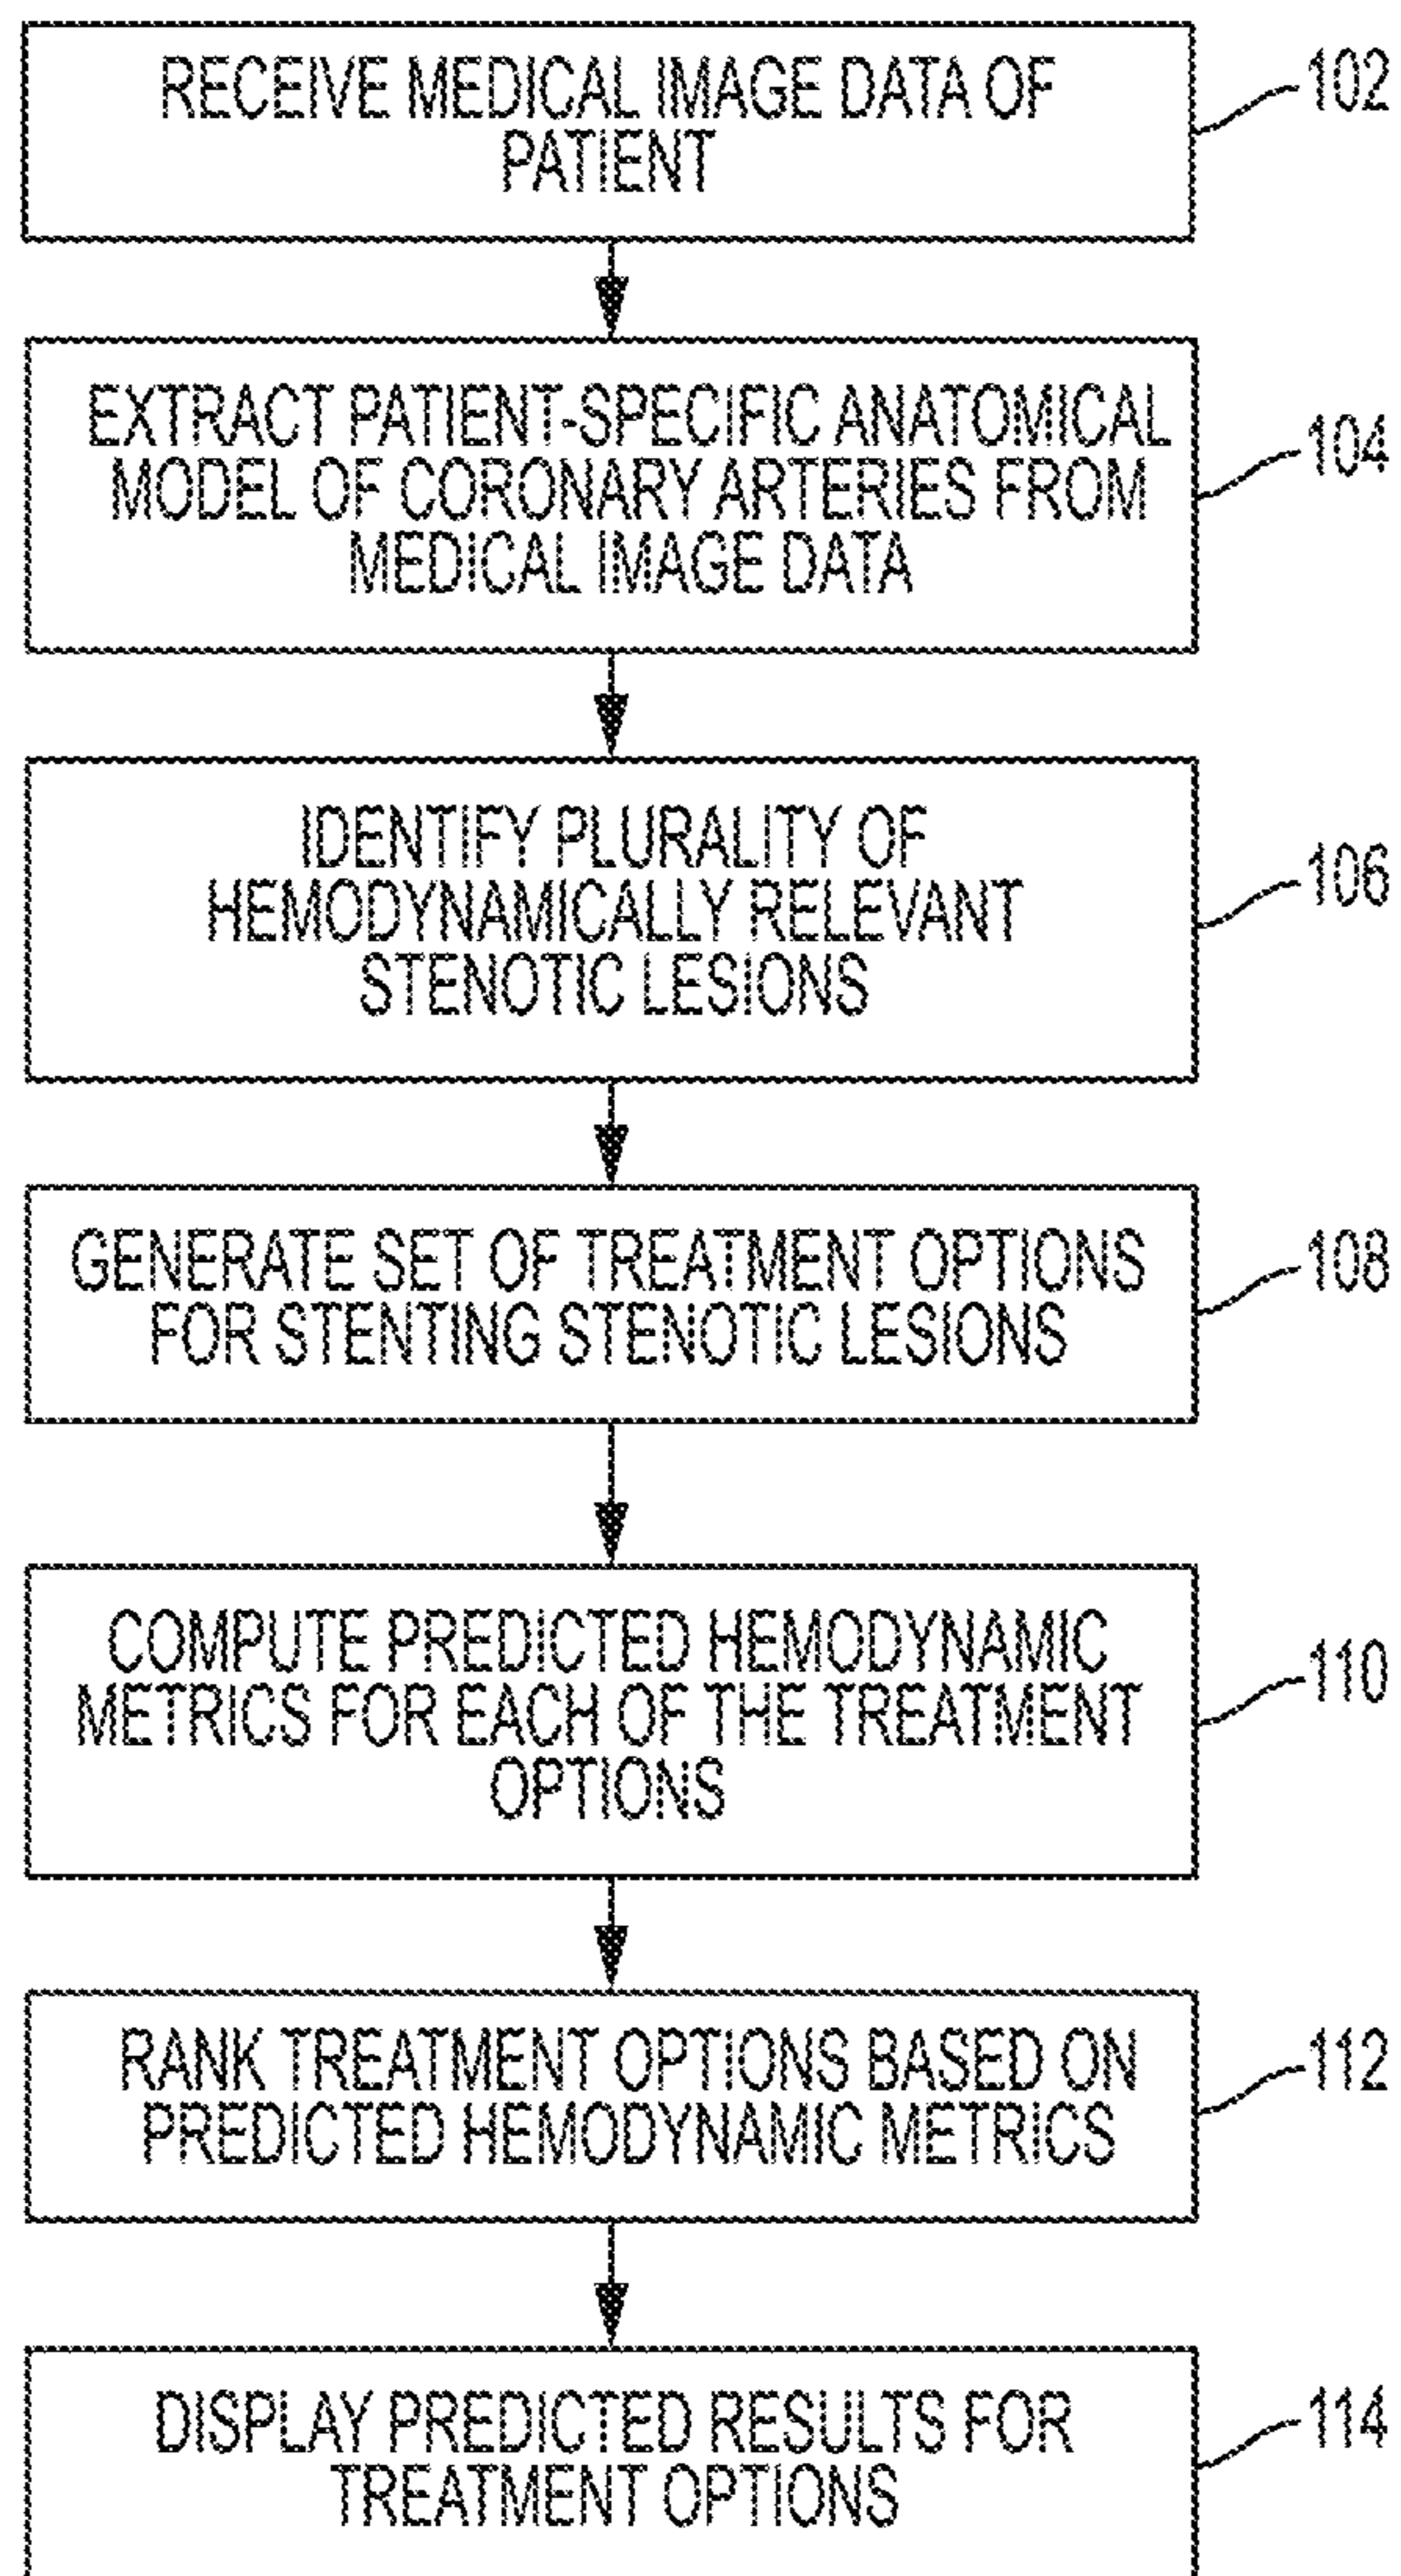 RECEIVE MEDICAL IMAGE DATA OF
PATIENT
102
EXTRACT PATIENT-SPECIFIC ANATOMICAL
MODEL OF CORONARY ARTERIES FROM
MEDICAL IMAGE DATA
104
IDENTIFY PLURALITY OF
HEMODYNAMICALLY RELEVANT
STENOTIC LESIONS
106
GENERATE SET OF TREATMENT OPTIONS
FOR STENTING STENOTIC LESIONS
108
COMPUTE PREDICTED HEMODYNAMIC
METRICS FOR EACH OF THE TREATMENT
OPTIONS
110
RANK TREATMENT OPTIONS BASED ON
PREDICTED HEMODYNAMIC METRICS
112
DISPLAY PREDICTED RESULTS FOR
TREATMENT OPTIONS
114